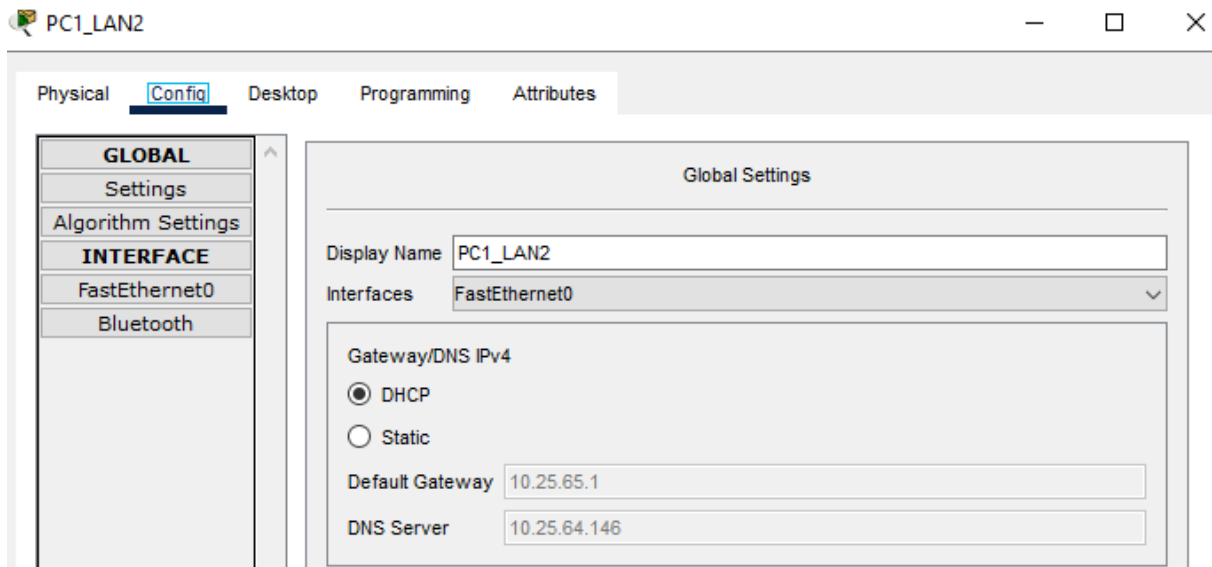 PC1_LAN2
Physical Config Desktop Programming Attributes
GLOBAL
Settings
Algorithm Settings
INTERFACE
FastEthernet0
Bluetooth
Global Settings
Display Name PC1_LAN2
Interfaces FastEthernet0
Gateway/DNS IPv4
DHCP
Static
Default Gateway 10.25.65.1
DNS Server 10.25.64.146